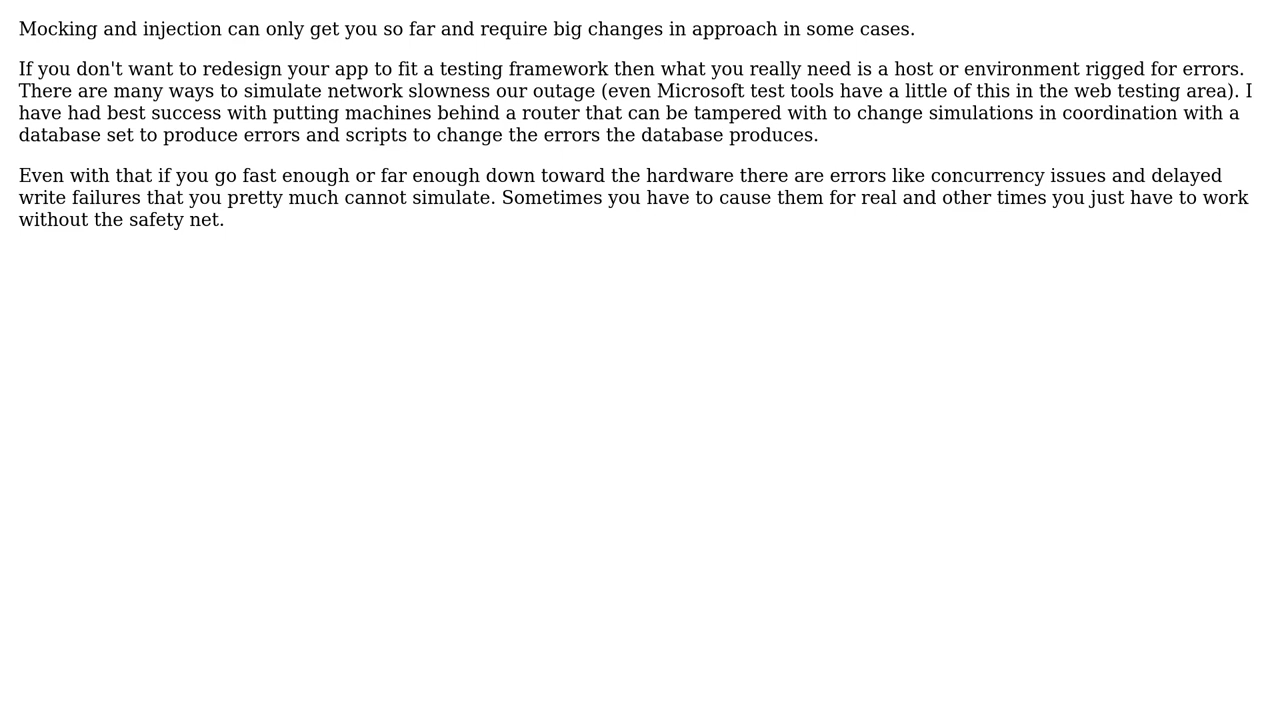 Mocking and injection can only get you so far and require big changes in approach in some cases.
If you don't want to redesign your app to fit a testing framework then what you really need is a host or environment rigged for errors.
There are many ways to simulate network slowness our outage (even Microsoft test tools have a little of this in the web testing area). I
have had best success with putting machines behind a router that can be tampered with to change simulations in coordination with a
database set to produce errors and scripts to change the errors the database produces.
Even with that if you go fast enough or far enough down toward the hardware there are errors like concurrency issues and delayed
write failures that you pretty much cannot simulate. Sometimes you have to cause them for real and other times you just have to work
without the safety net.